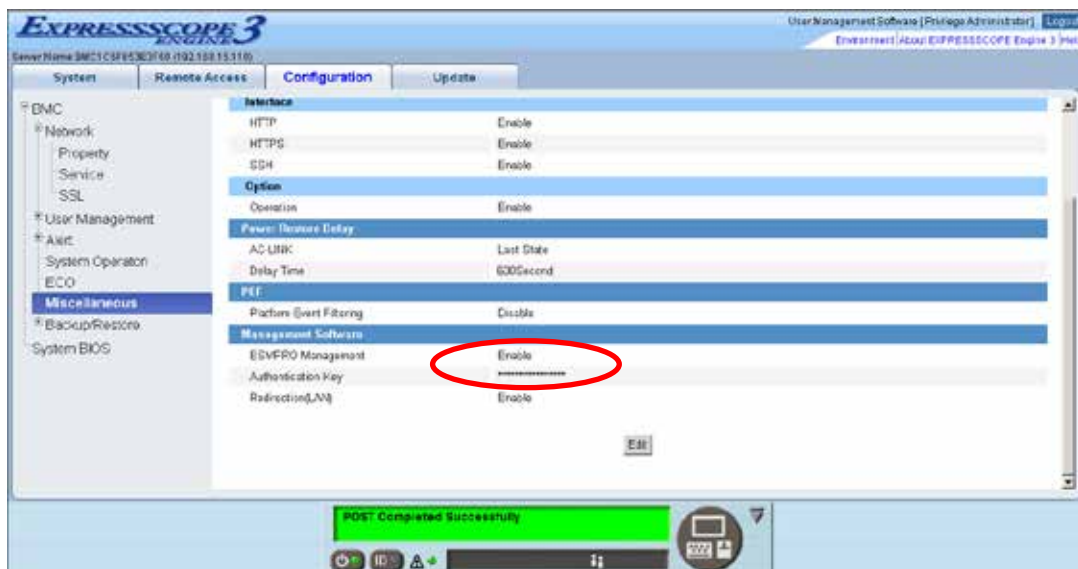 EXPRESSSCOPE ENGINE 3
User Management Software [Privilege Administrator] Logout
Environment About EXPRESSSCOPE Engine 3 Help
System Remote Access Configuration Update
BMC
Network
Property
Service
SSL
User Management
Alert
System Operation
ECO
Miscellaneous
Backup/Restore
System BIOS
Interface
HTTP Enable
HTTPS Enable
SSH Enable
Option
Operation Enable
Power Restore Delay
AC-LINK Last State
Delay Time 600Second
PEF
Platform Event Filtering Disable
Management Software
ESMPRO Management Enable
Authentication Key ****************
Redirection(LAN) Enable
Edit
POST Completed Successfully
ID